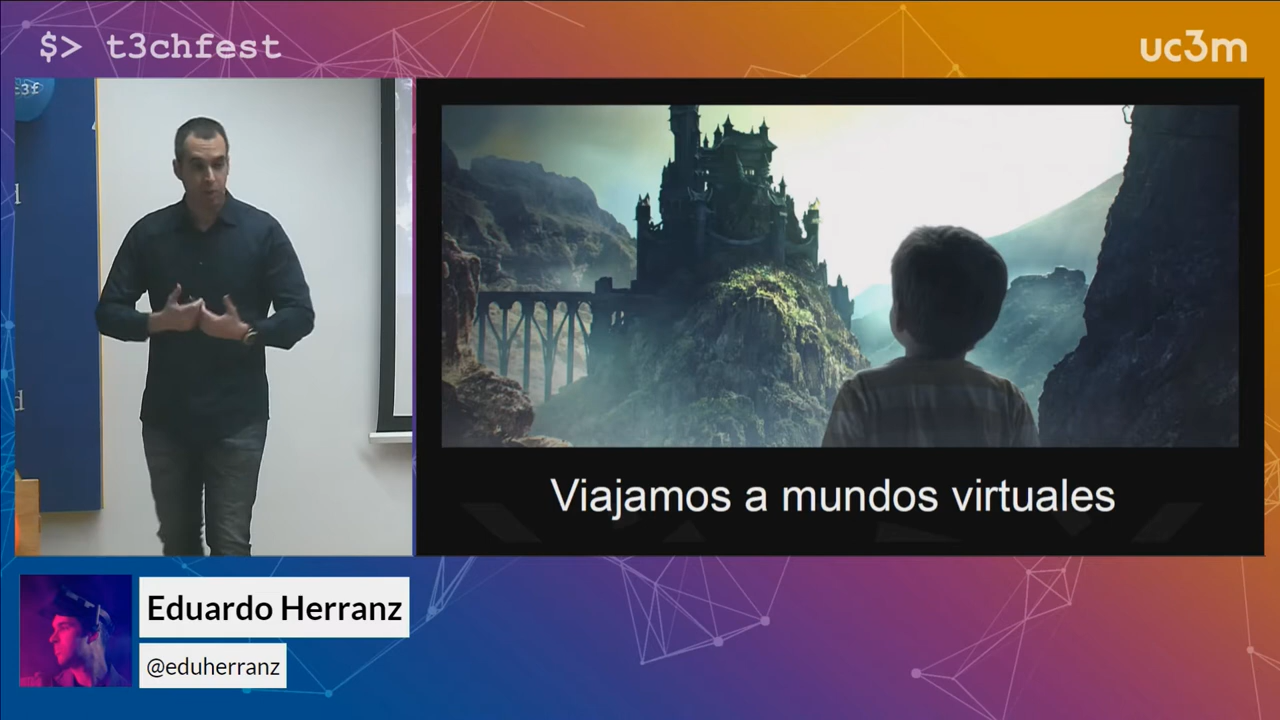 $> t3chfest
uc3m
Viajamos a mundos virtuales
Eduardo Herranz
@eduherranz